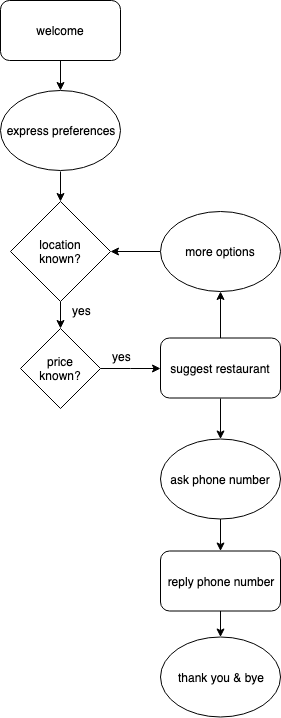 welcome
express preferences
location
known?
more options
yes
price
known?
yes
suggest restaurant
ask phone number
reply phone number
thank you & bye